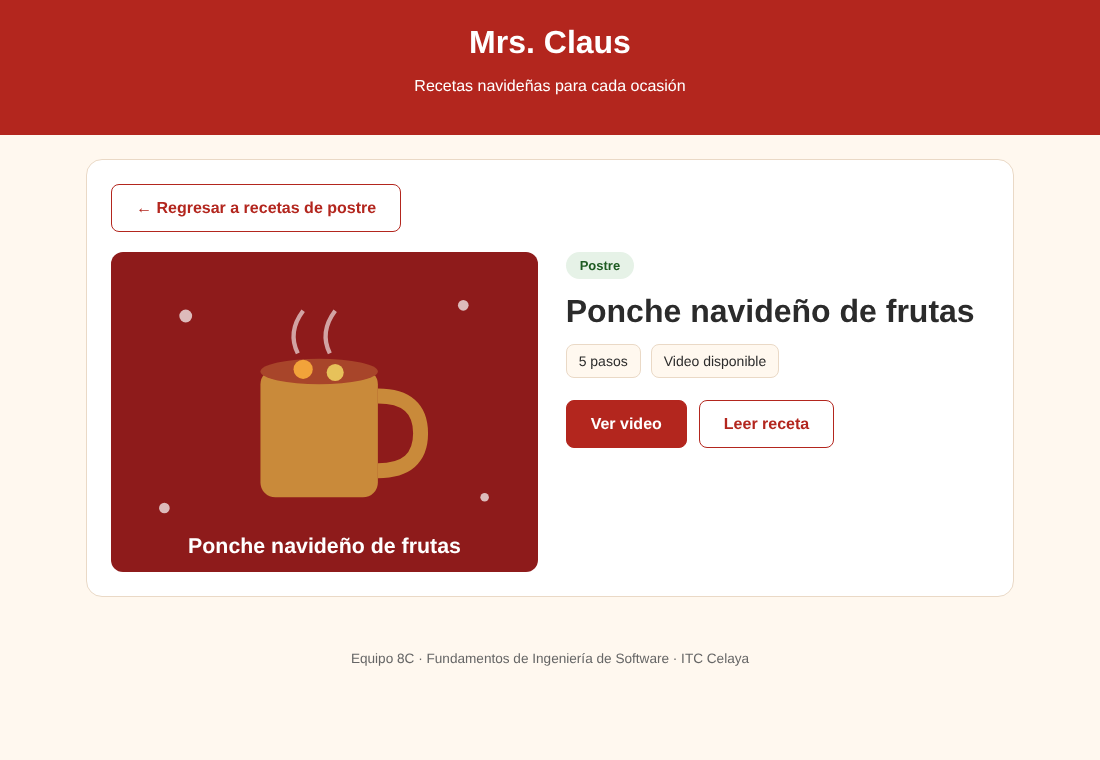 Mrs. Claus
Recetas navideñas para cada ocasión
← Regresar a recetas de postre
Ponche navideño de frutas
Postre
Ponche navideño de frutas
5 pasos
Video disponible
Ver video
Leer receta
Equipo 8C · Fundamentos de Ingeniería de Software · ITC Celaya